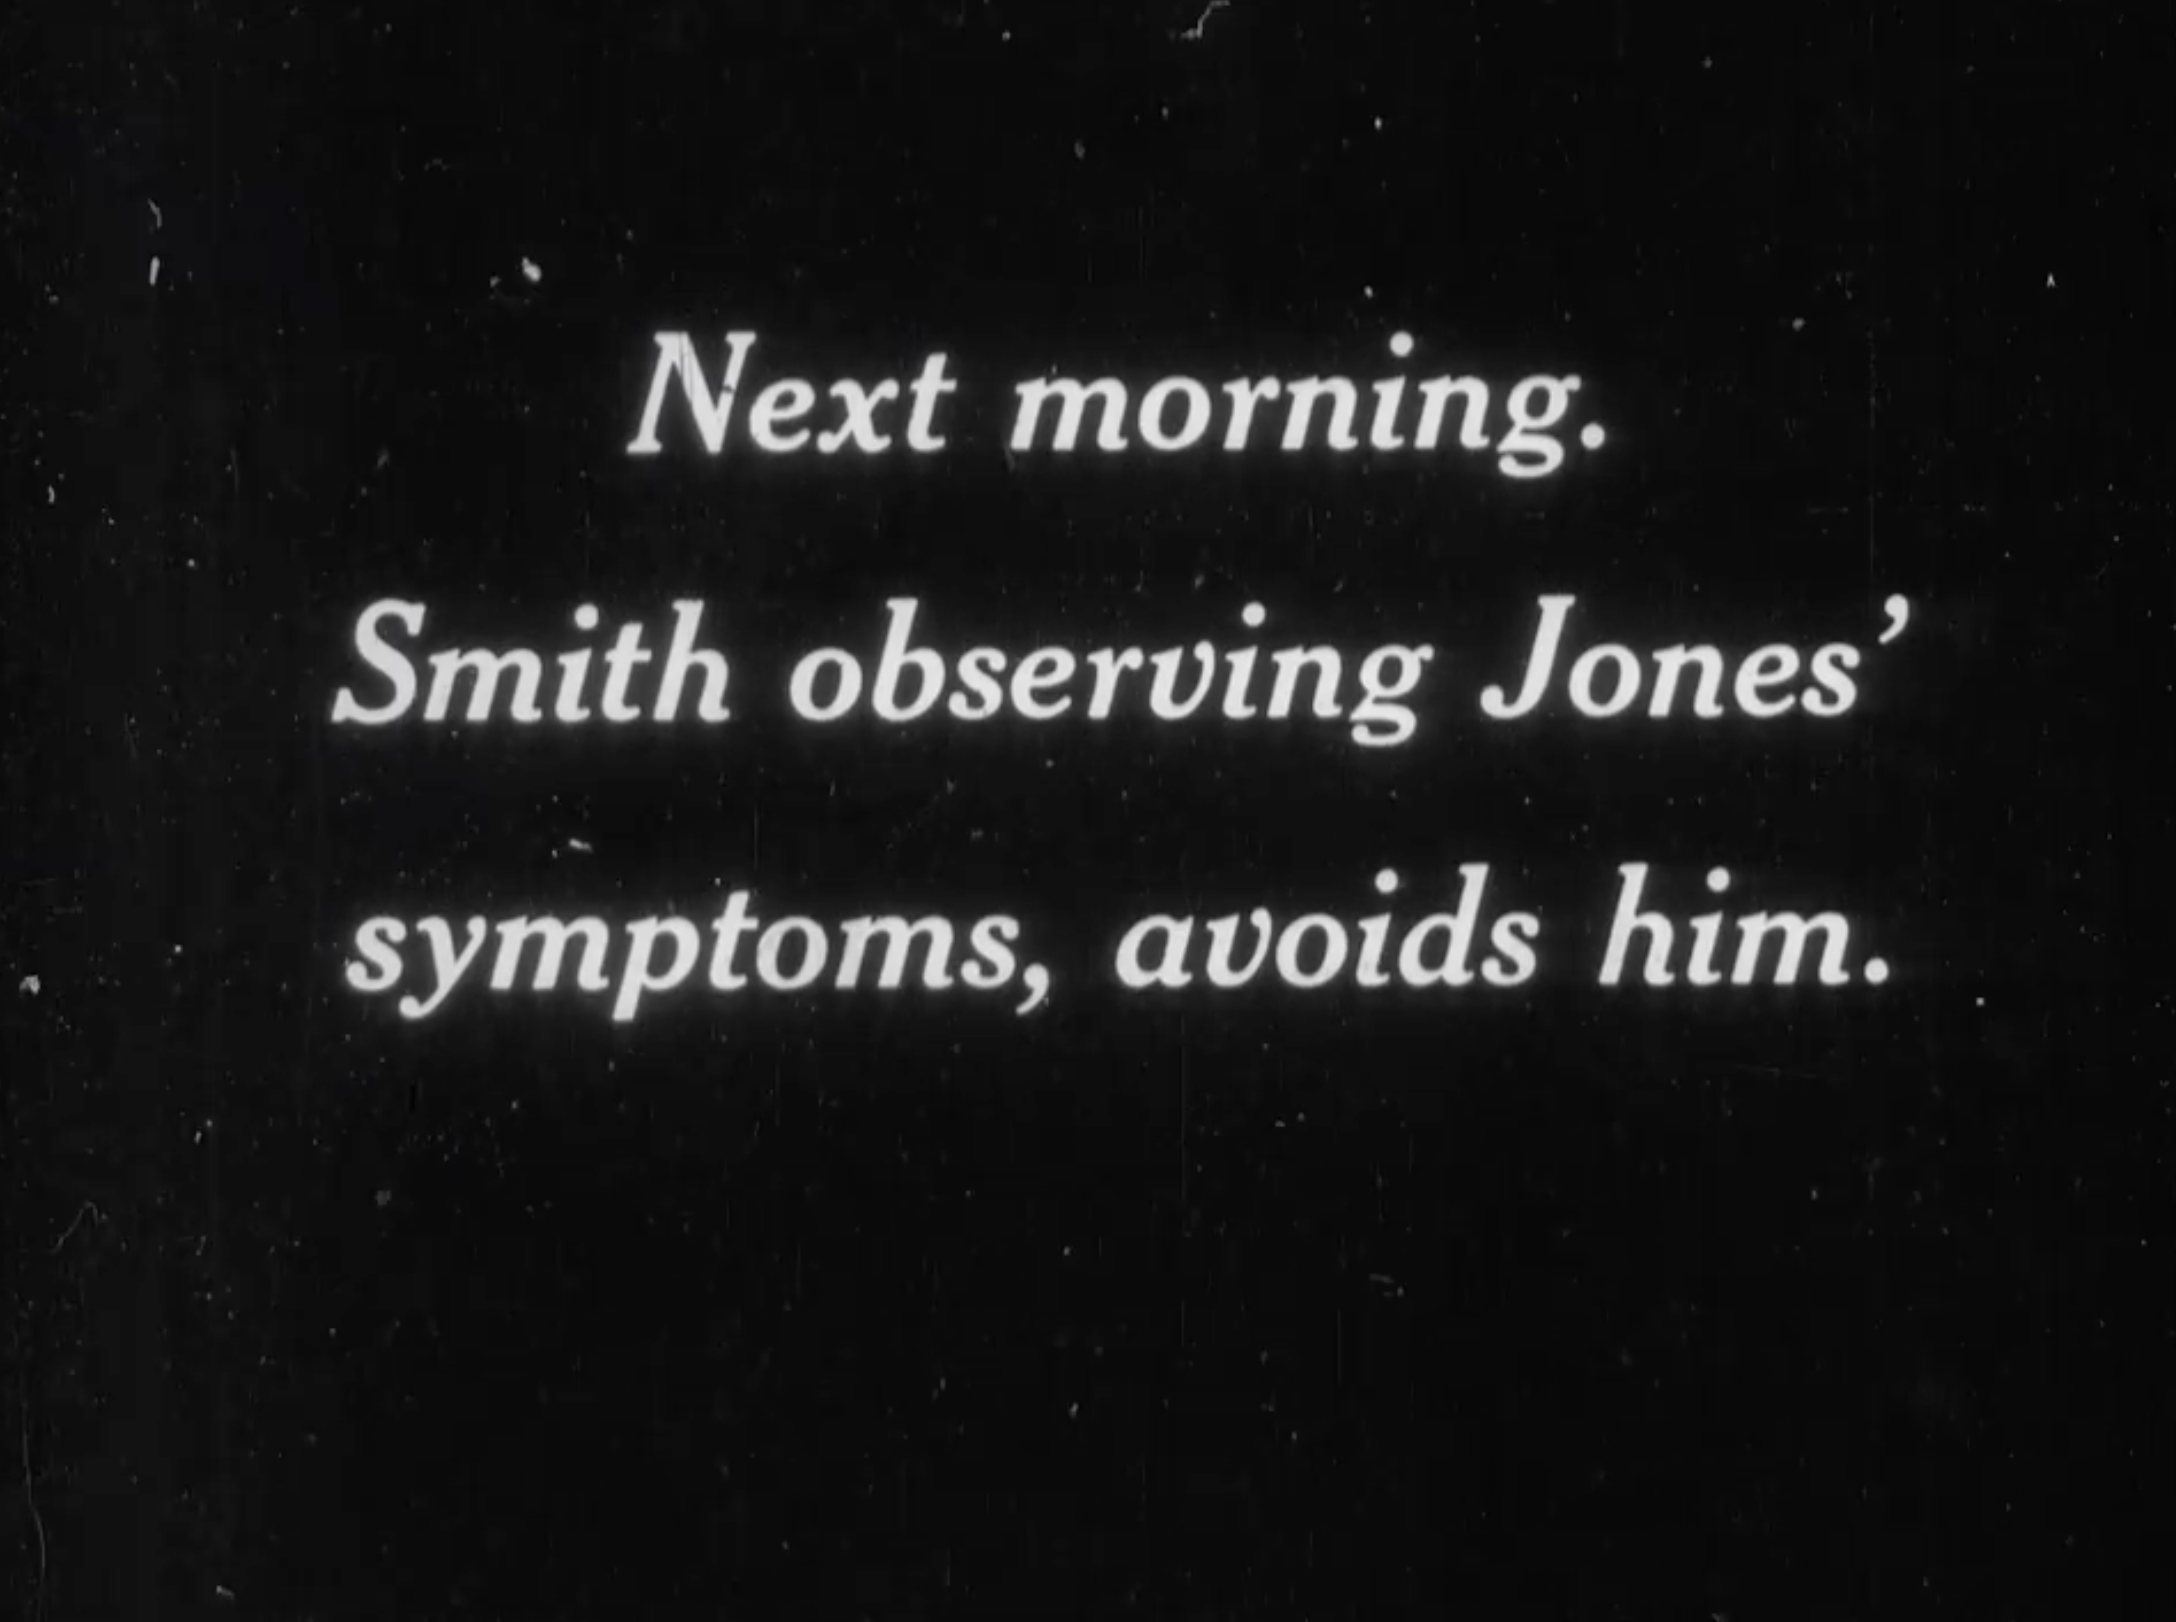 Next morning.
Smith observing Jones’
symptoms, avoids him.